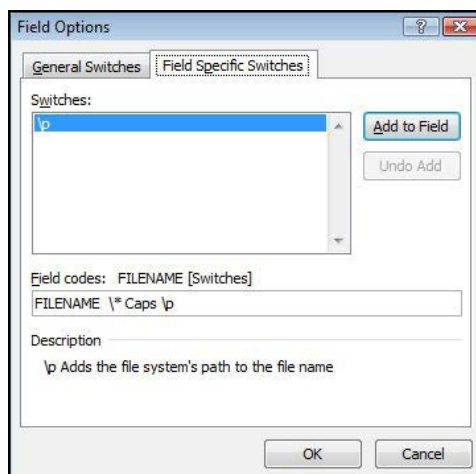 Field Options
General Switches Field Specific Switches
Switches:
\p
Add to Field
Undo Add
Field codes: FILENAME [Switches]
FILENAME \* Caps \p
Description
\p Adds the file system's path to the file name
OK Cancel